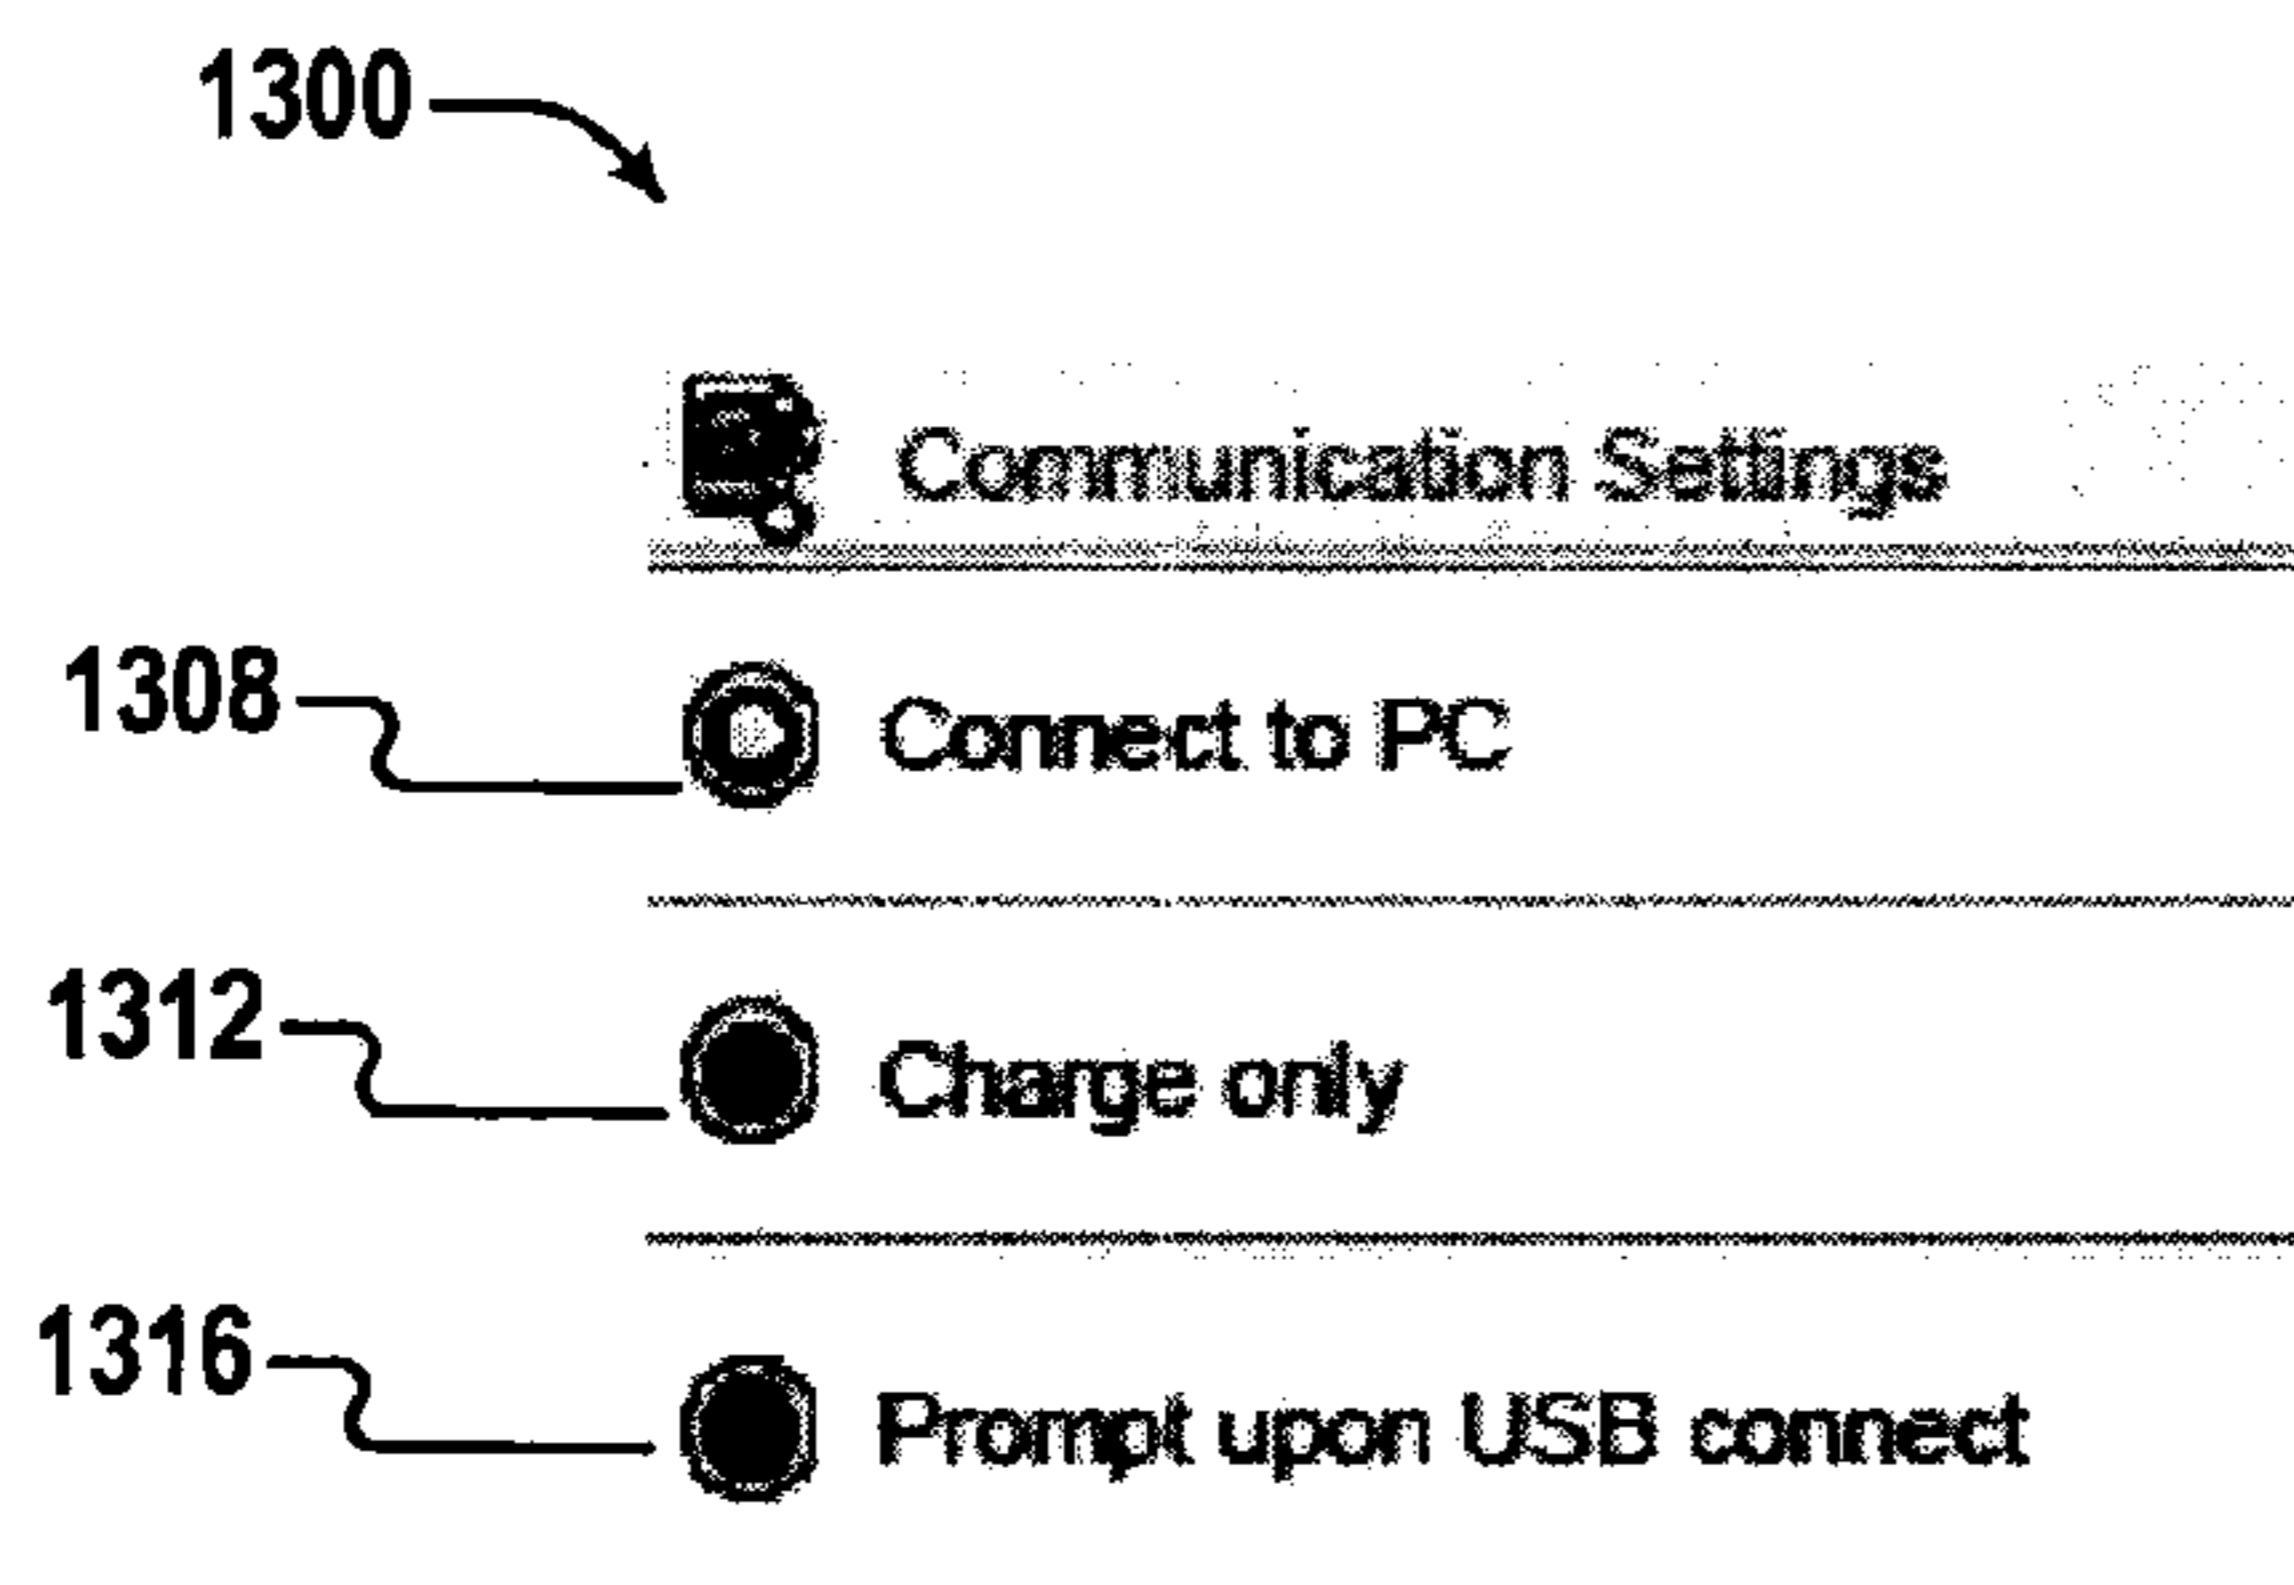 1300
Communication Settings
1308 Connect to PC
1312 Charge only
1316 Prompt upon USB connect